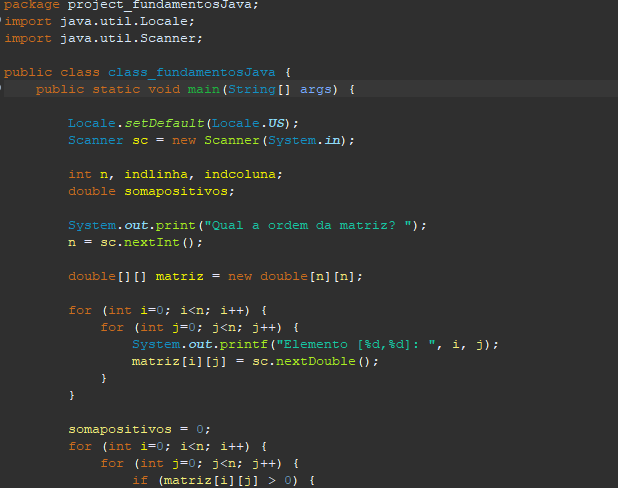 package project_fundamentosJava;
import java.util.Locale;
import java.util.Scanner;
public class class_fundamentosJava {
public static void main(String[] args) {
Locale.setDefault(Locale.US);
Scanner sc = new Scanner(System.in);
int n, indlinha, indcoluna;
double somapositivos;
System.out.print("Qual a ordem da matriz? ");
n = sc.nextInt();
double[][] matriz = new double[n][n];
for (int i=0; i<n; i++) {
for (int j=0; j<n; j++) {
System.out.printf("Elemento [%d,%d]: ", i, j);
matriz[i][j] = sc.nextDouble();
}
}
somapositivos = 0;
for (int i=0; i<n; i++) {
for (int j=0; j<n; j++) {
if (matriz[i][j] > 0) {